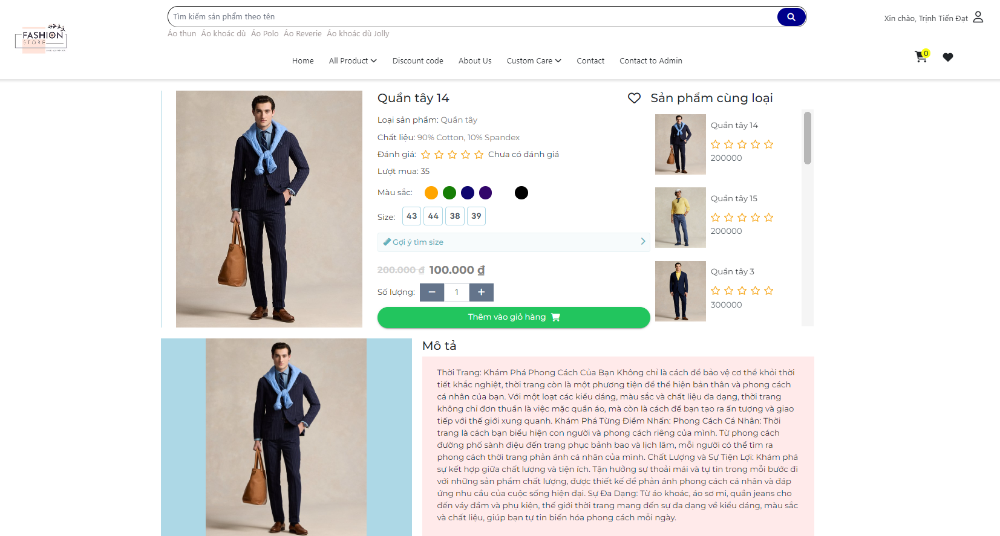 Tìm kiếm sản phẩm theo tên
Áo thun Áo khoác dù Áo Polo Áo Reverie Áo khoác dù Jolly
Xin chào, Trịnh Tiến Đạt
FASHION
STORE
Home All Product Discount code About Us Custom Care Contact Contact to Admin
0
Quần tây 14
Loại sản phẩm: Quần tây
Chất liệu: 90% Cotton, 10% Spandex
Đánh giá: Chưa có đánh giá
Lượt mua: 35
Màu sắc:
Size: 43 44 38 39
Gợi ý tìm size
200.000 ₫ 100.000 ₫
Số lượng: − 1 +
Thêm vào giỏ hàng
Sản phẩm cùng loại
Quần tây 14
200000
Quần tây 15
200000
Quần tây 3
300000
Mô tả
Thời Trang: Khám Phá Phong Cách Của Bạn Không chỉ là cách để bảo vệ cơ thể khỏi thời
tiết khắc nghiệt, thời trang còn là một phương tiện để thể hiện bản thân và phong cách
cá nhân của bạn. Với một loạt các kiểu dáng, màu sắc và chất liệu đa dạng, thời trang
không chỉ đơn thuần là việc mặc quần áo, mà còn là cách để bạn tạo ra ấn tượng và giao
tiếp với thế giới xung quanh. Khám Phá Từng Điểm Nhấn: Phong Cách Cá Nhân: Thời
trang là cách bạn biểu hiện con người và phong cách riêng của mình. Từ phong cách
đường phố sành điệu đến trang phục bảnh bao và lịch lãm, mỗi người có thể tìm ra
phong cách thời trang phản ánh cá nhân của mình. Chất Lượng và Sự Tiện Lợi: Khám phá
sự kết hợp giữa chất lượng và tiện ích. Tận hưởng sự thoải mái và tự tin trong mỗi bước đi
với những sản phẩm chất lượng, được thiết kế để phản ánh phong cách cá nhân và đáp
ứng nhu cầu của cuộc sống hiện đại. Sự Đa Dạng: Từ áo khoác, áo sơ mi, quần jeans cho
đến váy đầm và phụ kiện, thế giới thời trang mang đến sự đa dạng về kiểu dáng, màu sắc
và chất liệu, giúp bạn tự tin biến hóa phong cách mỗi ngày.